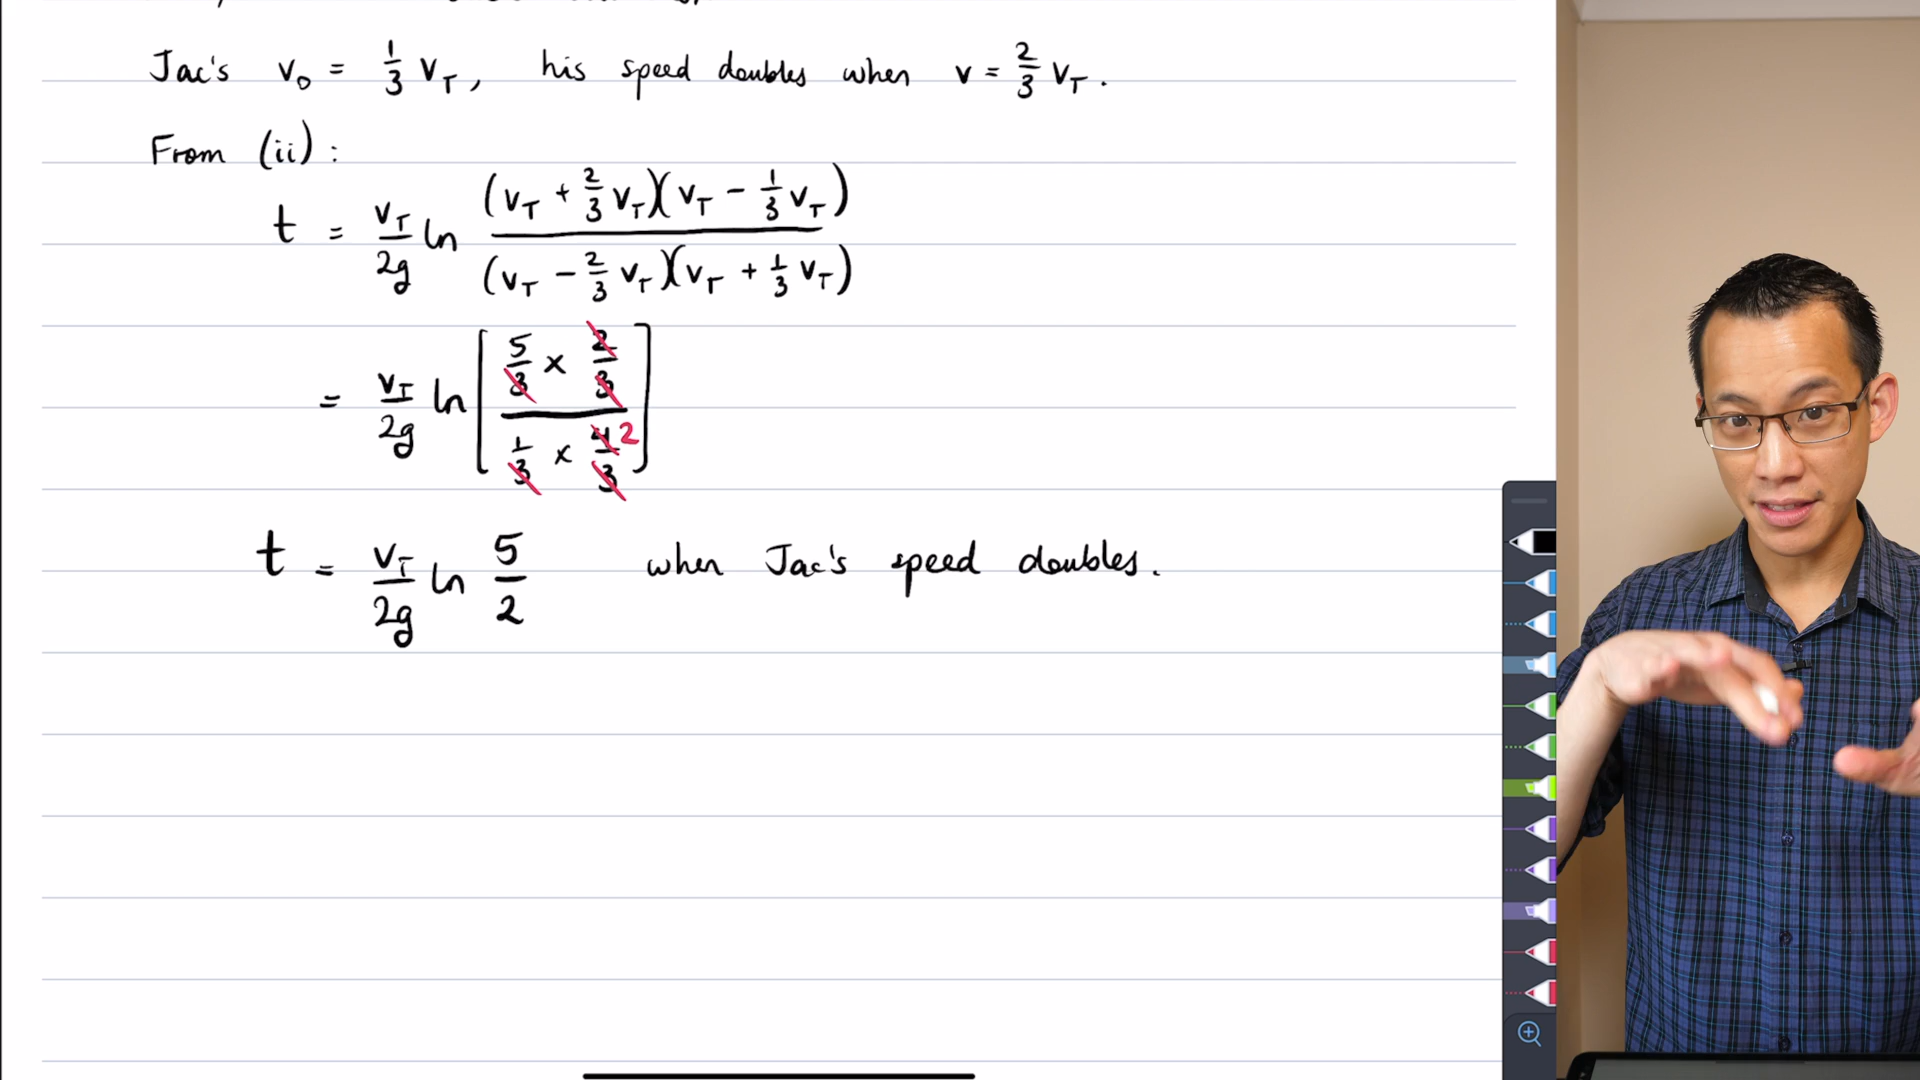 Jac's v₀ = 1/3 v_T, his speed doubles when v = 2/3 v_T.
From (ii):
t = v_T/2g ln (v_T + 2/3 v_T)(v_T - 1/3 v_T) / (v_T - 2/3 v_T)(v_T + 1/3 v_T)
= v_T/2g ln [ 5/3 × 2/3 / 1/3 × 4/3 ] 2
t = v_T/2g ln 5/2 when Jac's speed doubles.